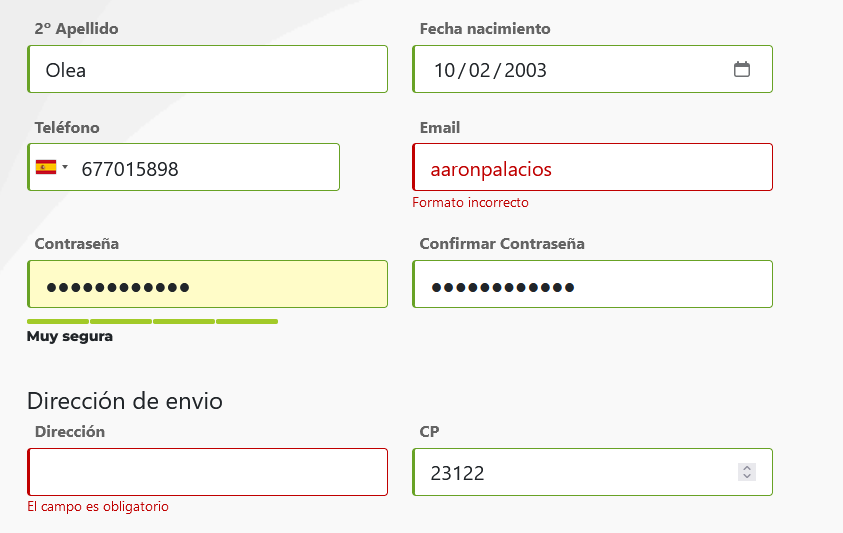 2º Apellido
Fecha nacimiento
Olea
10/02/2003
Teléfono
Email
677015898
aaronpalacios
Formato incorrecto
Contraseña
Confirmar Contraseña
●●●●●●●●●●●●
●●●●●●●●●●●●
Muy segura
Dirección de envio
Dirección
CP
23122
El campo es obligatorio